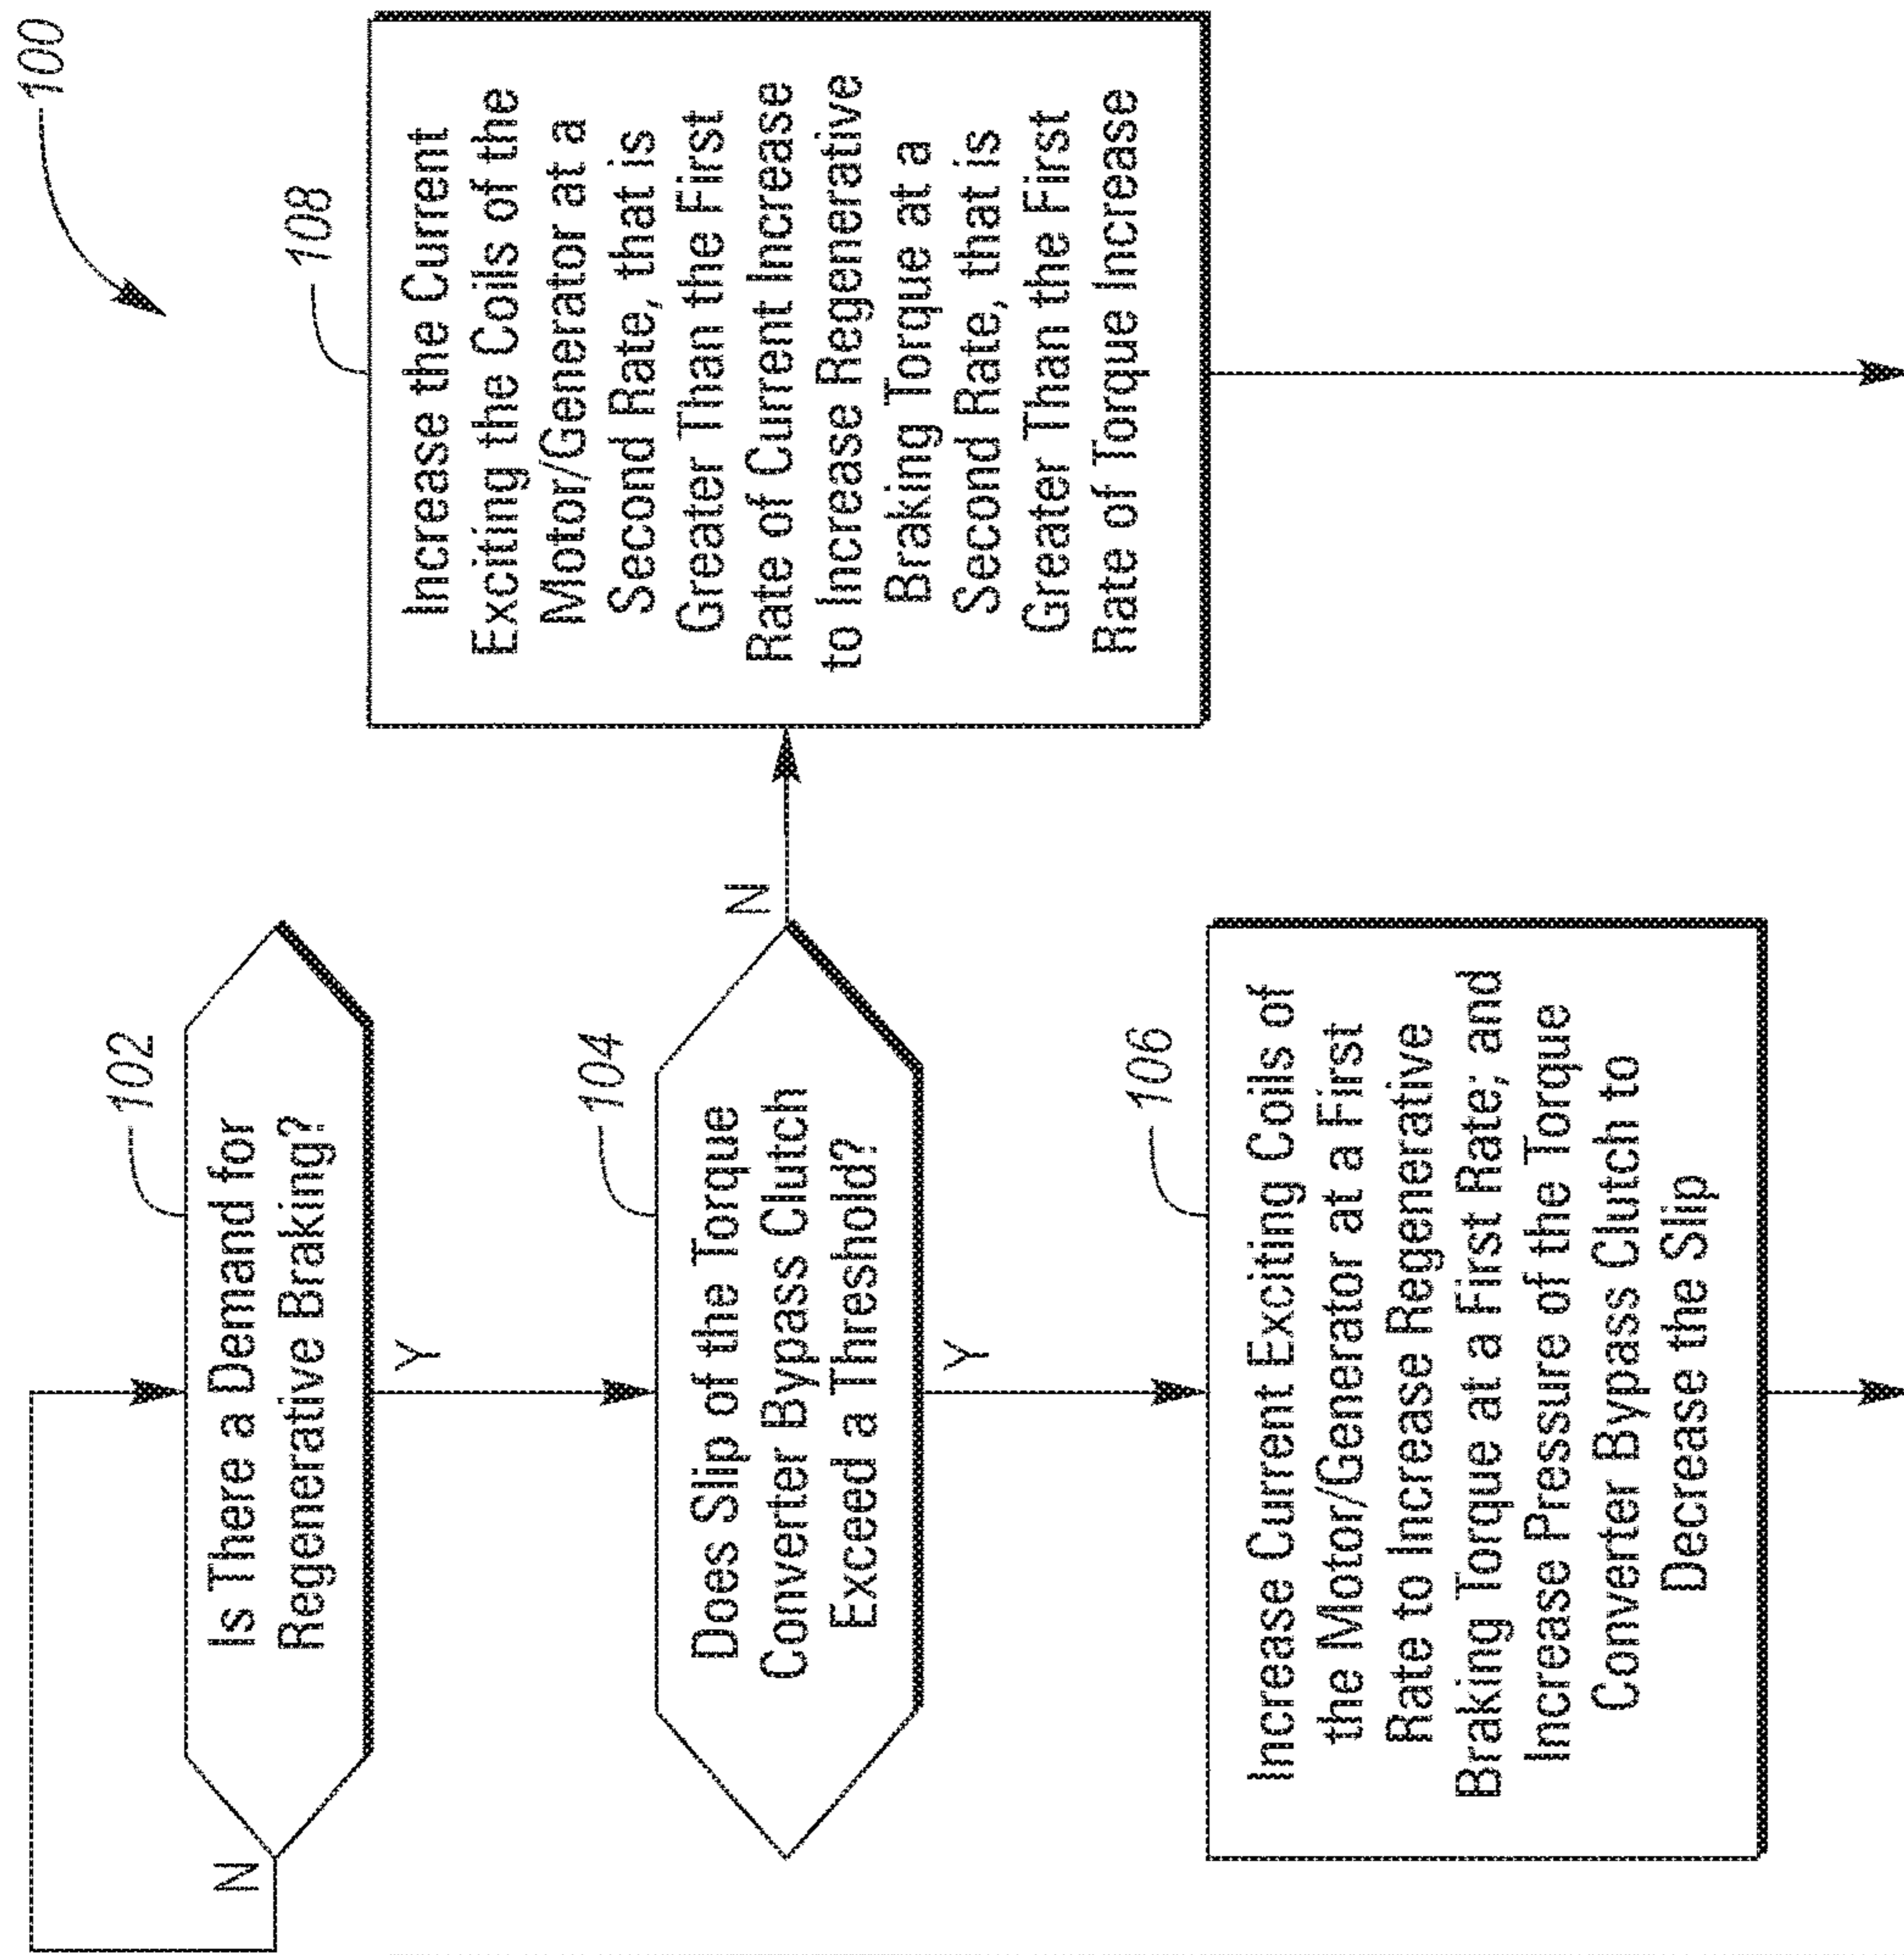 100
102
Is There a Demand for
Regenerative Braking?
N
Y
104
Does Slip of the Torque
Converter Bypass Clutch
Exceed a Threshold?
N
Y
108
Increase the Current
Exciting the Coils of the
Motor/Generator at a
Second Rate, that is
Greater Than the First
Rate of Current Increase
to Increase Regenerative
Braking Torque at a
Second Rate, that is
Greater Than the First
Rate of Torque Increase
106
Increase Current Exciting Coils of
the Motor/Generator at a First
Rate to Increase Regenerative
Braking Torque at a First Rate; and
Increase Pressure of the Torque
Converter Bypass Clutch to
Decrease the Slip